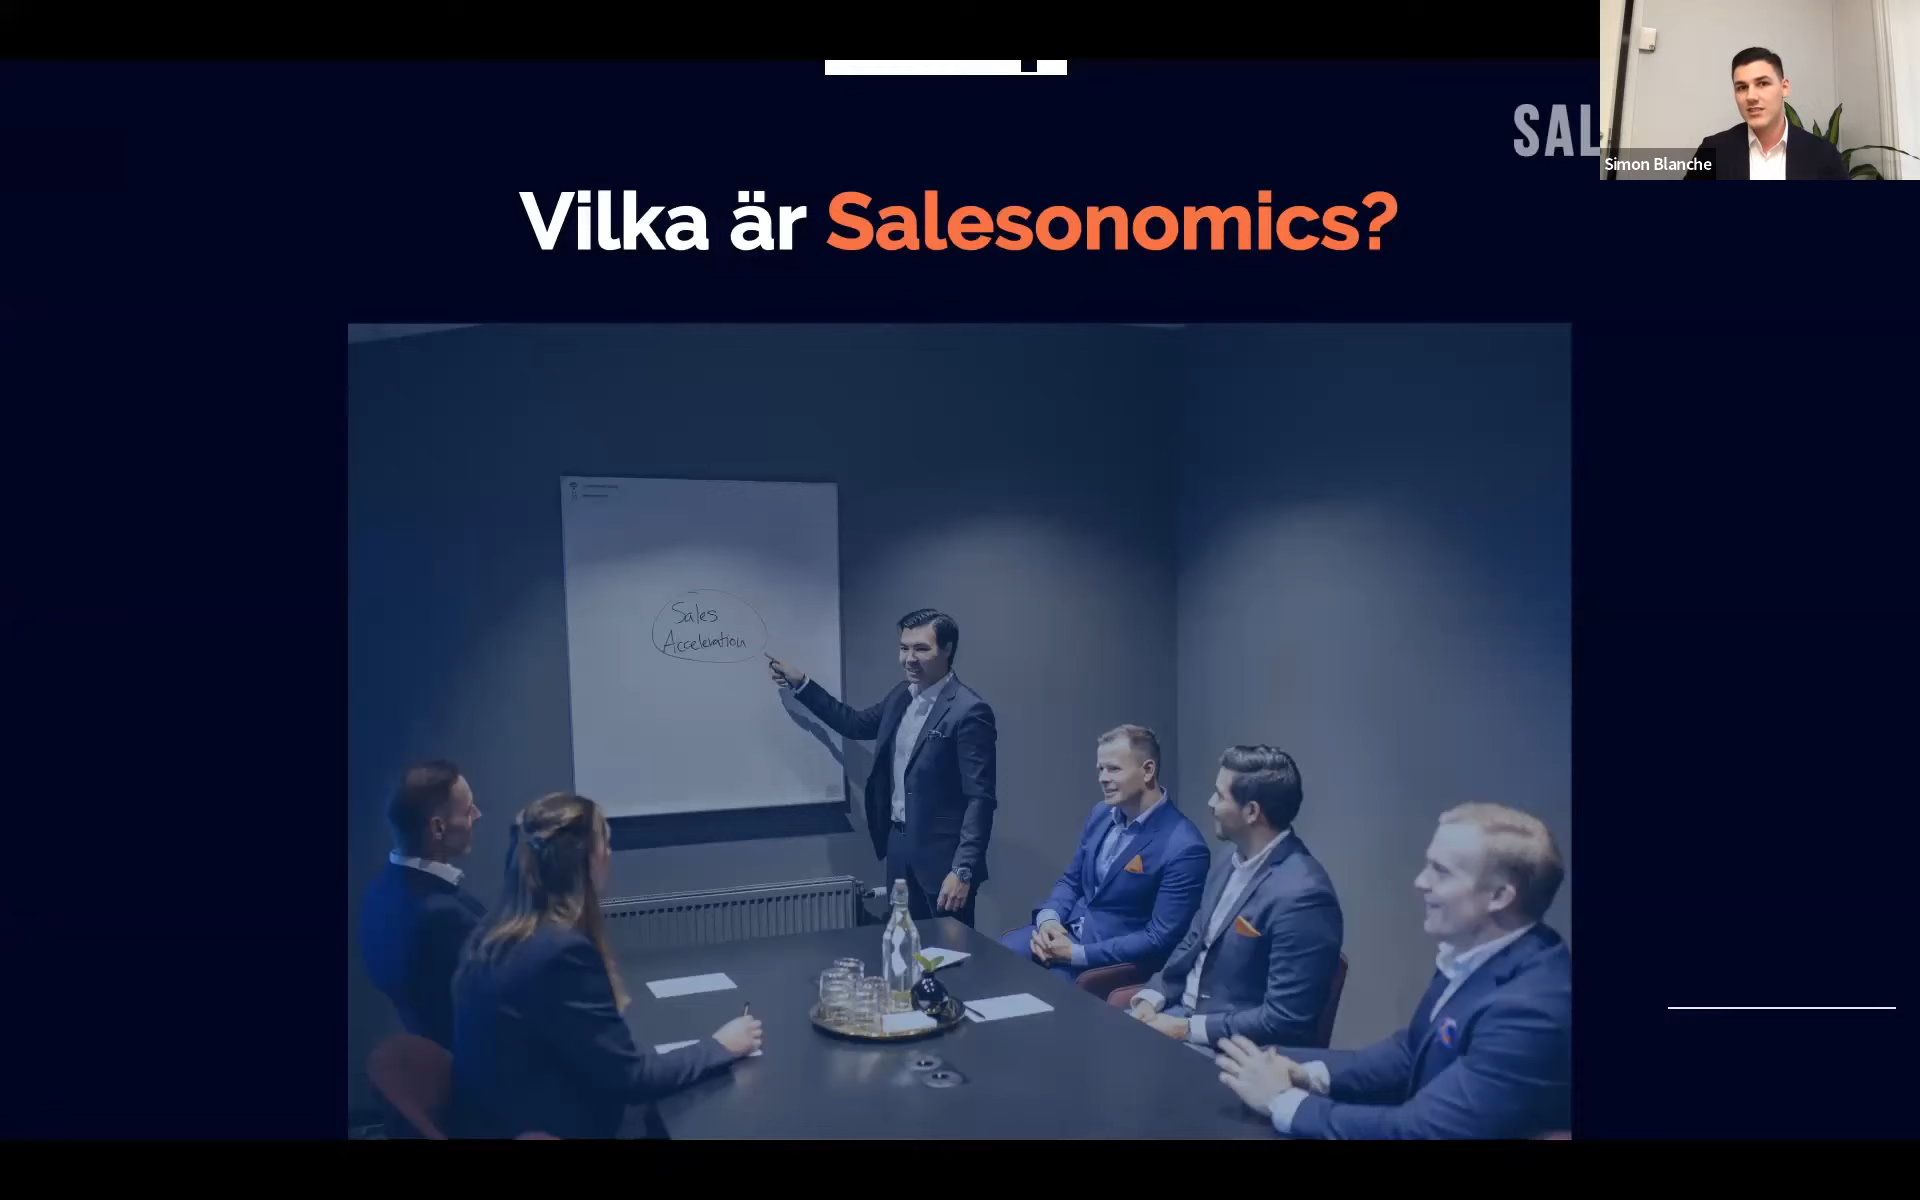 SAL
Simon Blanche
Vilka är Salesonomics?
Sales
Acceleration